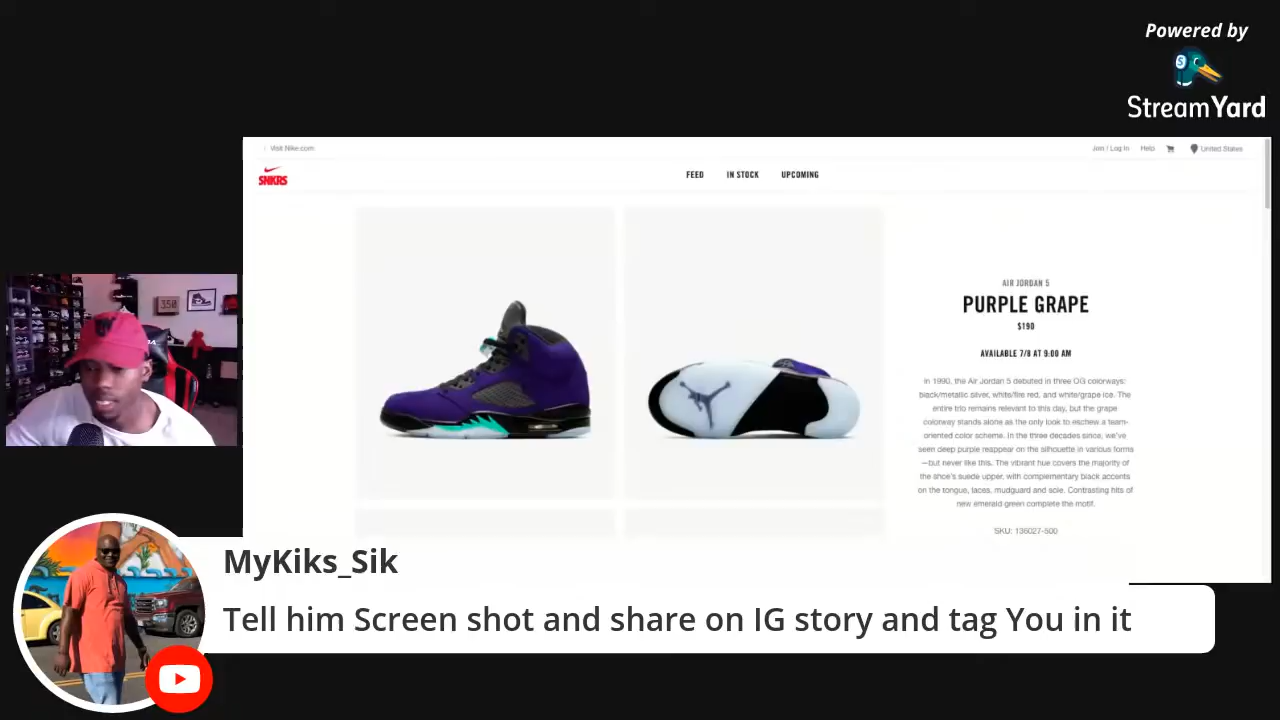 Powered by
StreamYard
Visit Nike.com
Join / Log In Help United States
SNKRS
FEED IN STOCK UPCOMING
350
AIR JORDAN 5
PURPLE GRAPE
$190
AVAILABLE 7/8 AT 9:00 AM
In 1990, the Air Jordan 5 debuted in three OG colorways:
black/metallic silver, white/fire red, and white/grape ice. The
entire trio remains relevant to this day, but the grape
colorway stands alone as the only look to eschew a team-
oriented color scheme. In the three decades since, we've
seen deep purple reappear on the silhouette in various forms
—but never like this. The vibrant hue covers the majority of
the shoe's suede upper, with complementary black accents
on the tongue, laces, mudguard and sole. Contrasting hits of
new emerald green complete the motif.
SKU: 136027-500
MyKiks_Sik
Tell him Screen shot and share on IG story and tag You in it